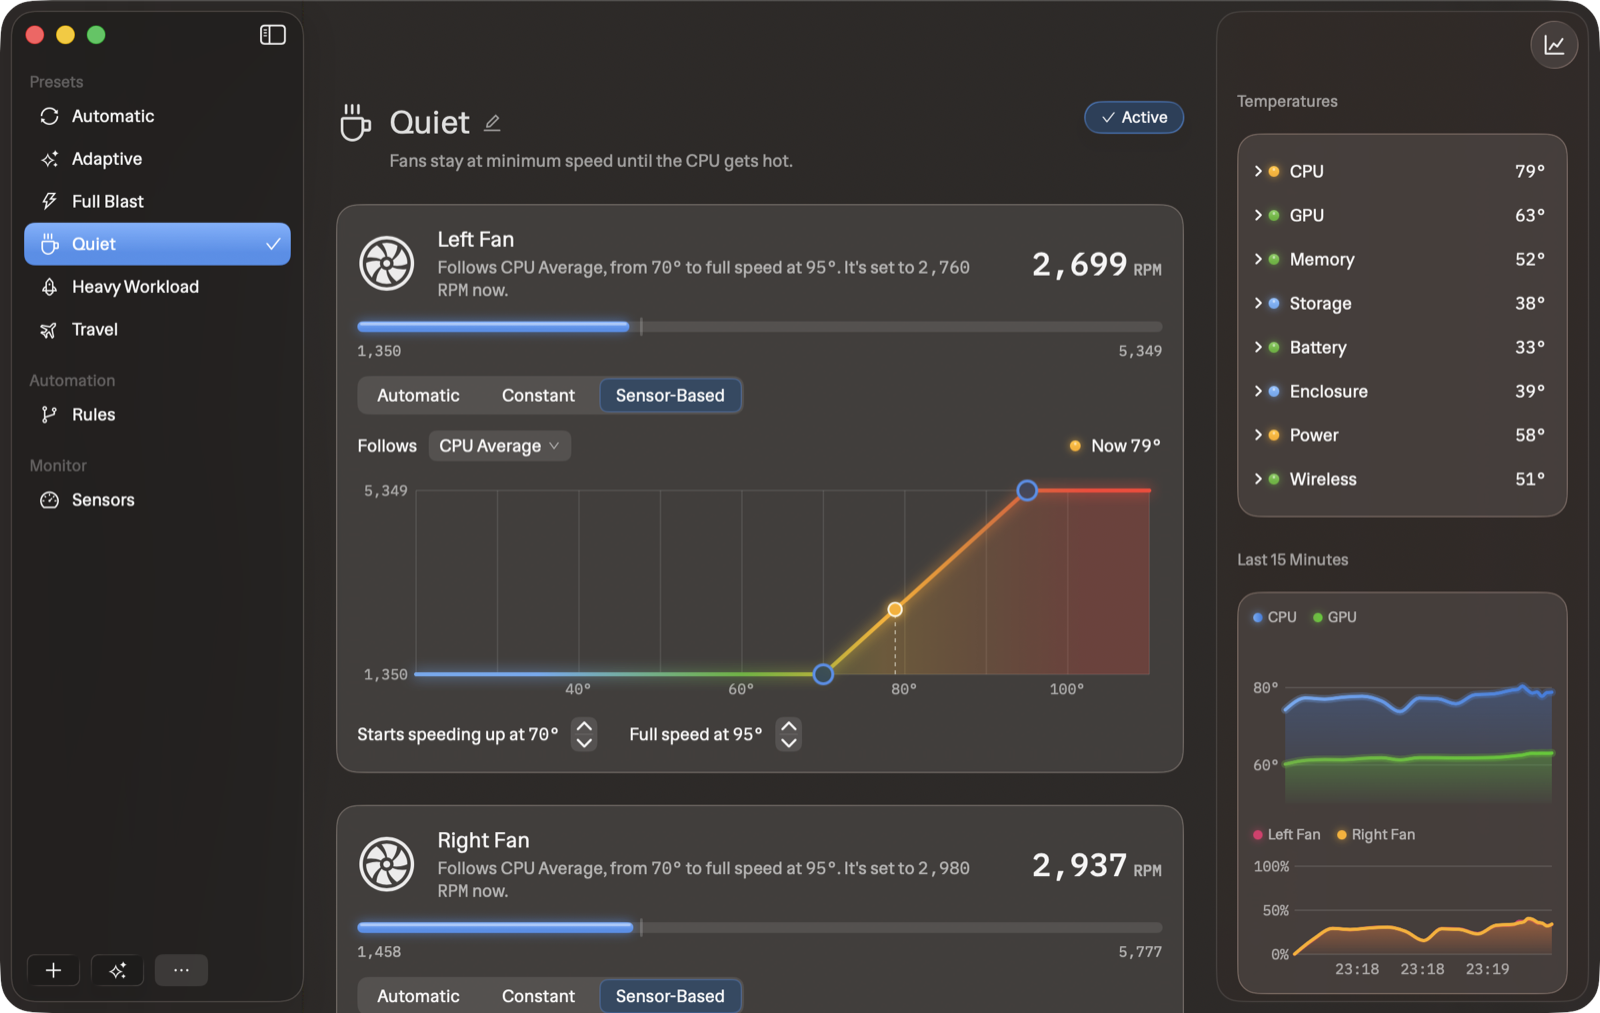 Presets
Automatic
Adaptive
Full Blast
Quiet
Heavy Workload
Travel
Automation
Rules
Monitor
Sensors
Quiet
Active
Fans stay at minimum speed until the CPU gets hot.
Left Fan
Follows CPU Average, from 70° to full speed at 95°. It's set to 2,760
RPM now.
2,699 RPM
1,350
5,349
Automatic
Constant
Sensor-Based
Follows
CPU Average
Now 79°
5,349
1,350
40°
60°
80°
100°
Starts speeding up at 70°
Full speed at 95°
Right Fan
Follows CPU Average, from 70° to full speed at 95°. It's set to 2,980
RPM now.
2,937 RPM
1,458
5,777
Automatic
Constant
Sensor-Based
Temperatures
CPU 79°
GPU 63°
Memory 52°
Storage 38°
Battery 33°
Enclosure 39°
Power 58°
Wireless 51°
Last 15 Minutes
CPU GPU
80°
60°
Left Fan Right Fan
100%
50%
0%
23:18 23:18 23:19